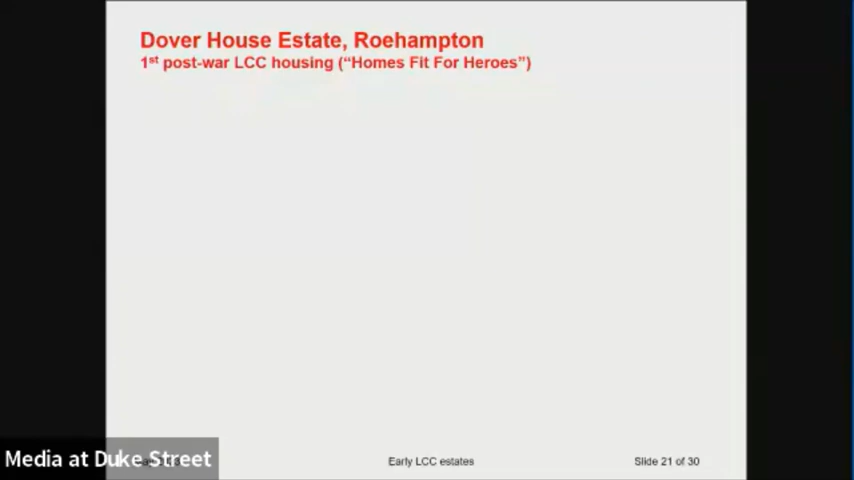 Dover House Estate, Roehampton
1st post-war LCC housing (“Homes Fit For Heroes”)
Early LCC estates
Slide 21 of 30
Media at Duke Street